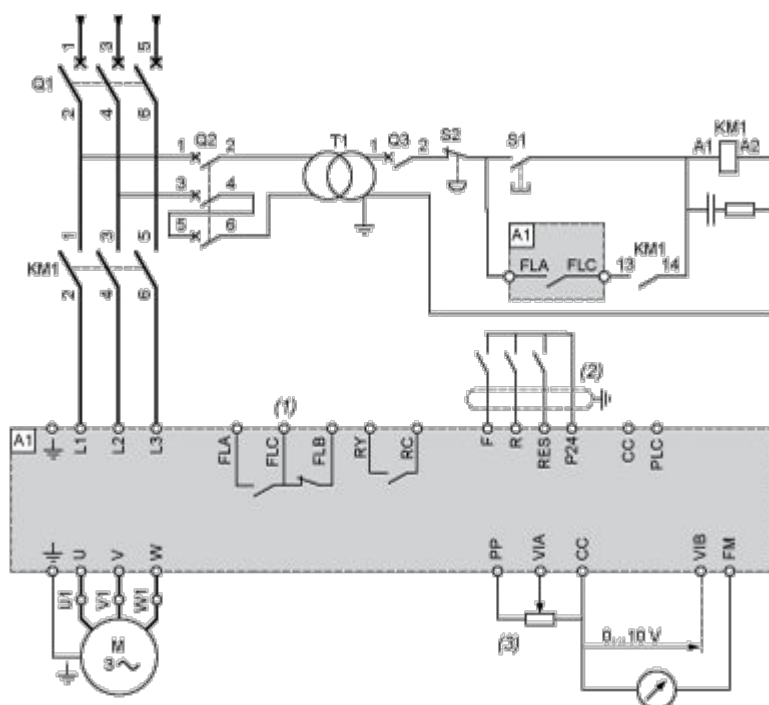 1 3 5
Q1
2 4 6
1 Q2 2 T1 1 Q3 2 S2 S1 A1 KM1 A2
3 4
5 6
A1
FLA FLC 13 KM1 14
1 3 5
KM1
2 4 6
(1) (2)
A1
L1 L2 L3 FLA FLC FLB RY RC F R RES P24 CC PLC
U V W PP VIA CC VIB FM
U1 V1 W1
M
3
(3)
0 ... 10 V